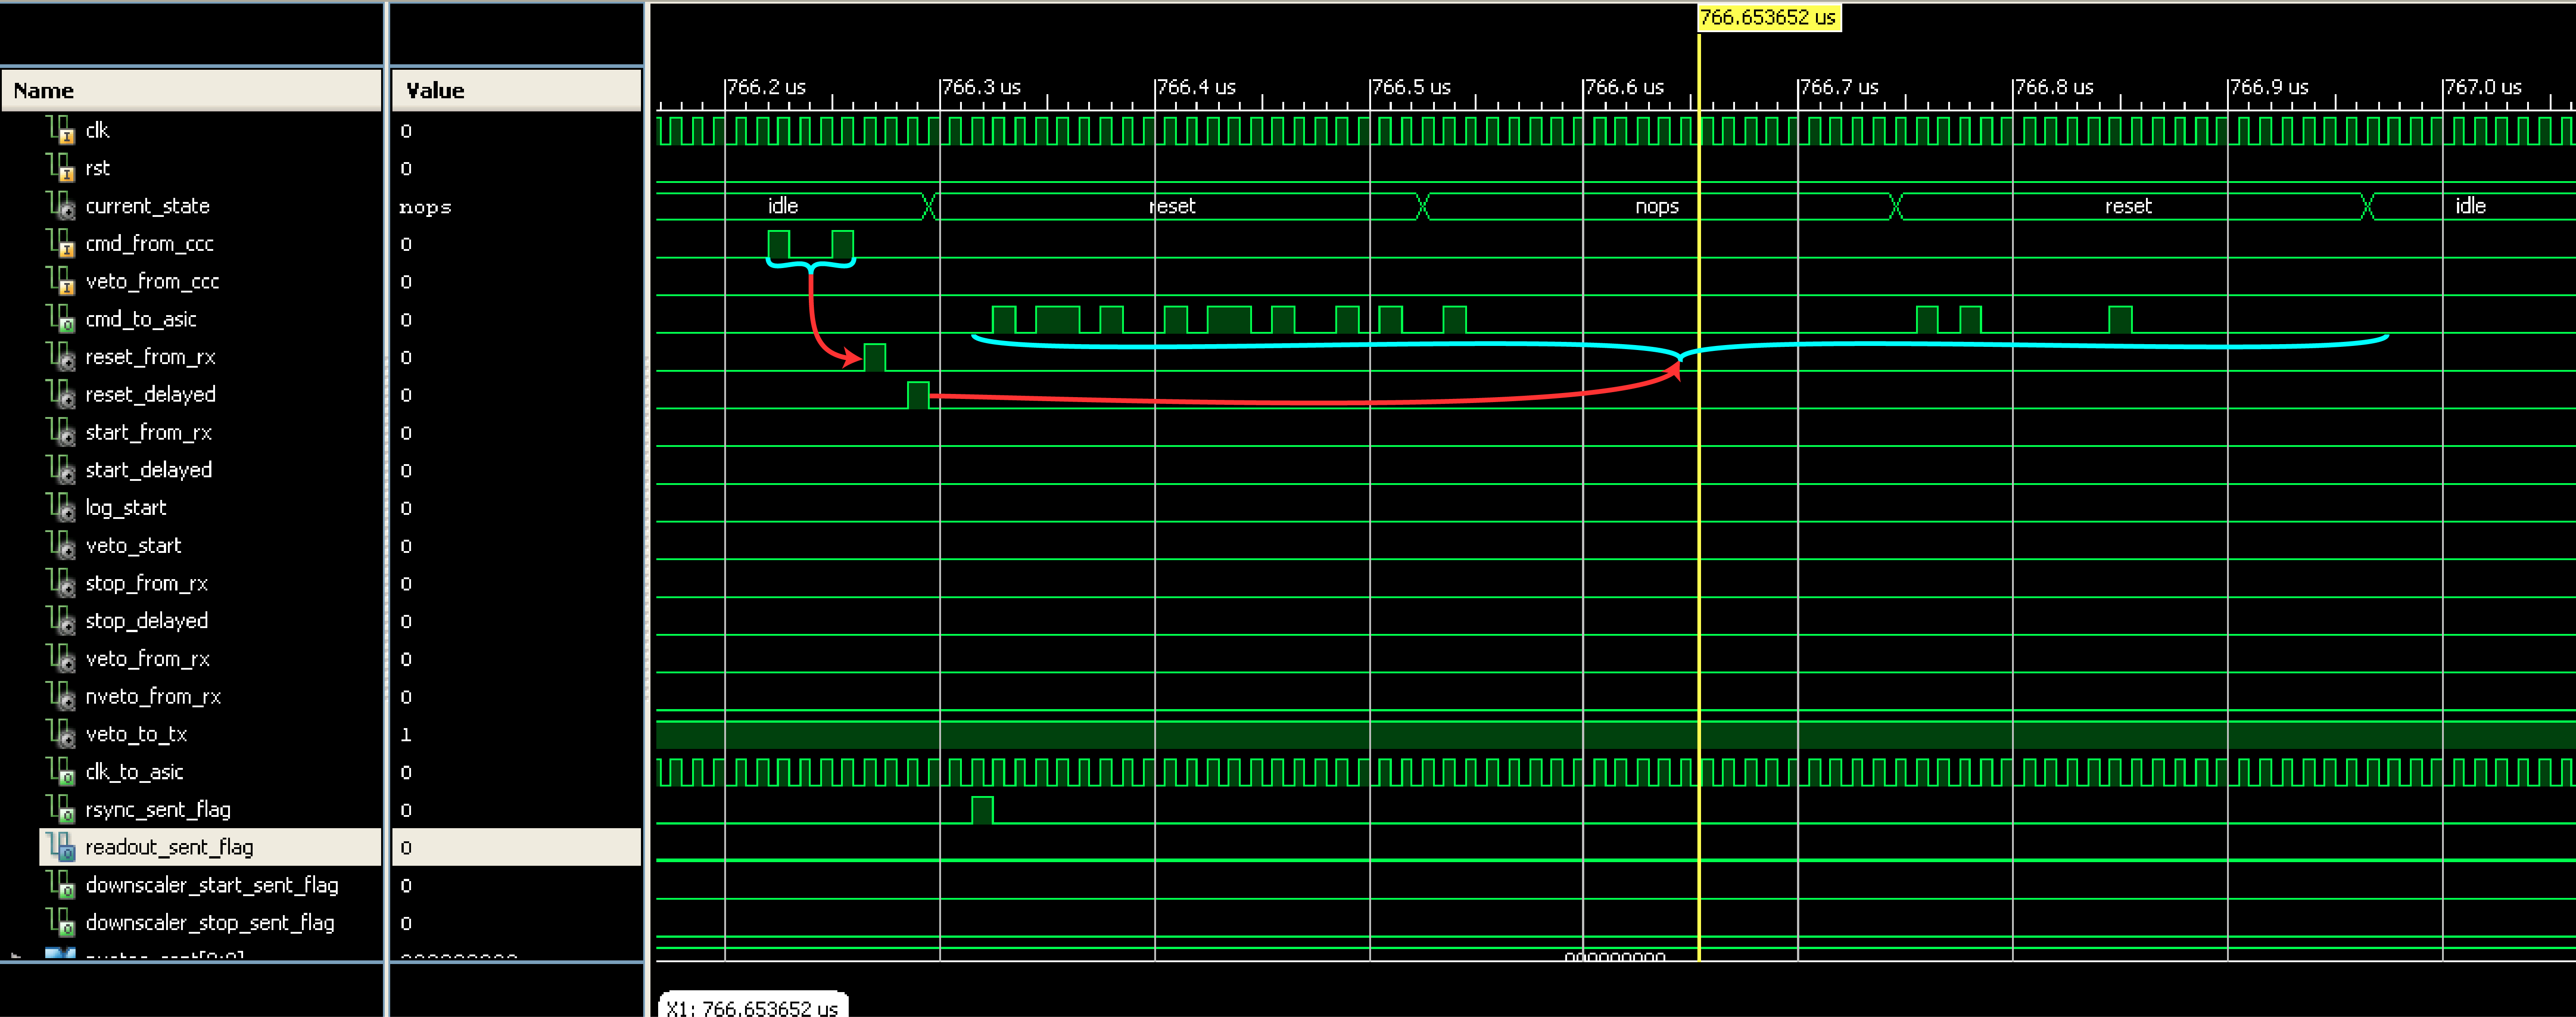 766.653652 us
Name Value
766.2 us 766.3 us 766.4 us 766.5 us 766.6 us 766.7 us 766.8 us 766.9 us 767.0 us
clk 0
rst 0
current_state nops idle reset nops reset idle
cmd_from_ccc 0
veto_from_ccc 0
cmd_to_asic 0
reset_from_rx 0
reset_delayed 0
start_from_rx 0
start_delayed 0
log_start 0
veto_start 0
stop_from_rx 0
stop_delayed 0
veto_from_rx 0
nveto_from_rx 0
veto_to_tx 1
clk_to_asic 0
rsync_sent_flag 0
readout_sent_flag 0
downscaler_start_sent_flag 0
downscaler_stop_sent_flag 0
X1: 766.653652 us